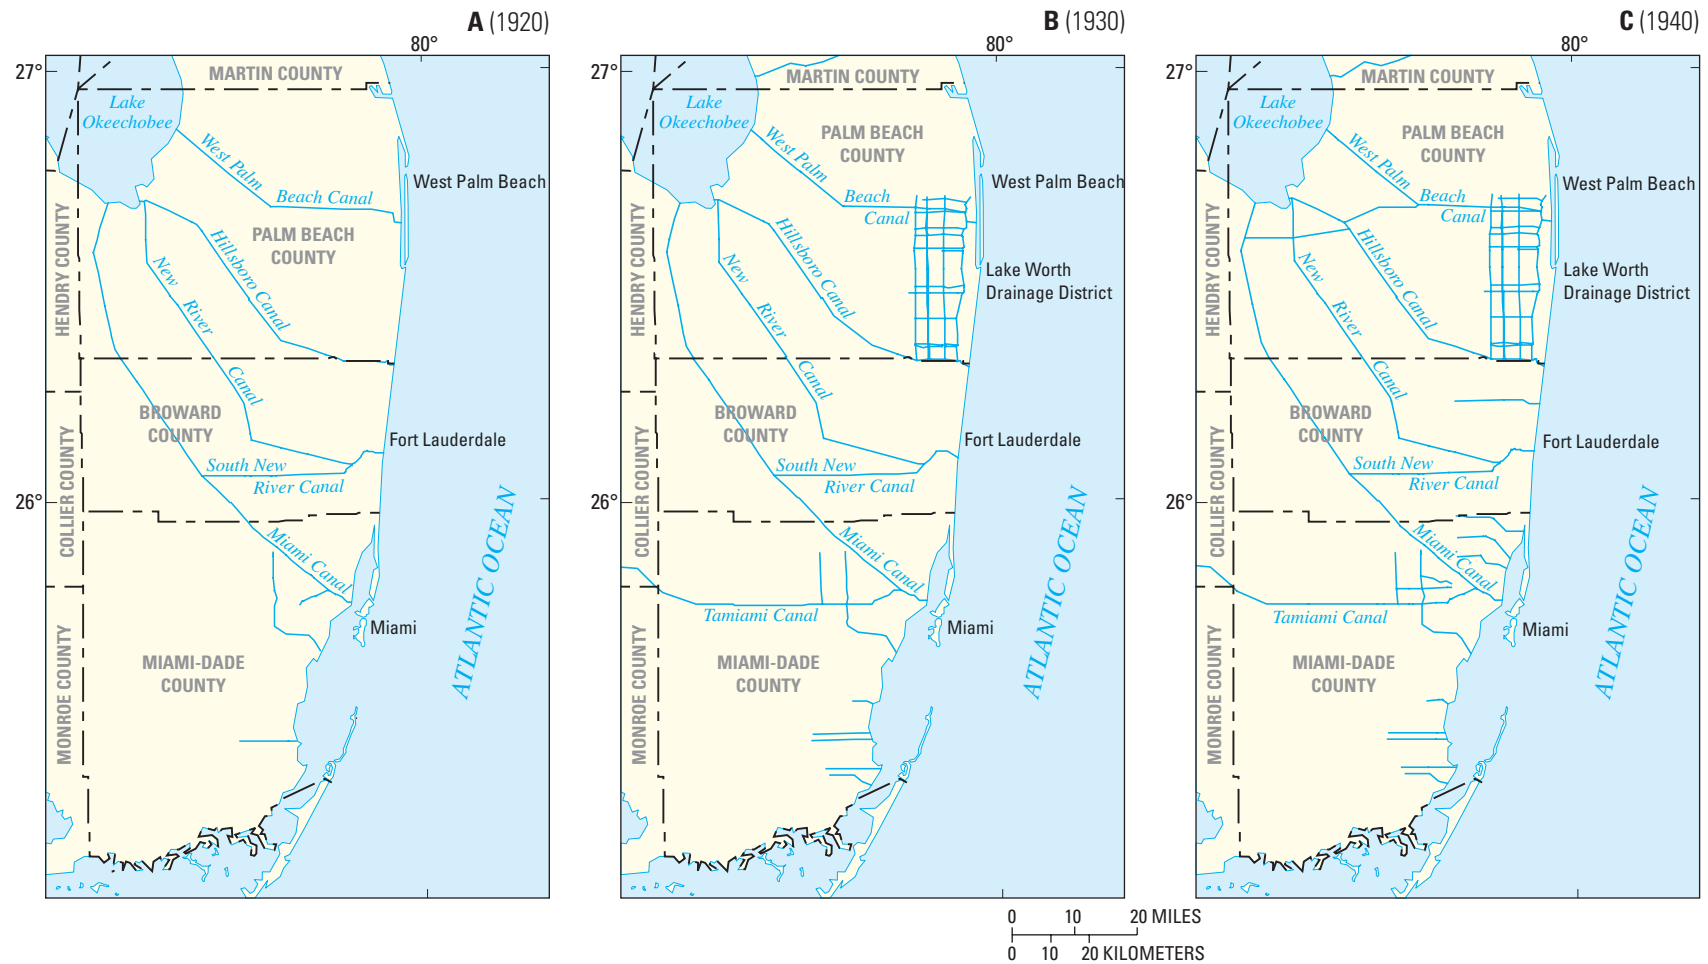 A (1920)
80°
27°
MARTIN COUNTY
Lake
Okeechobee
West Palm
Beach Canal
West Palm Beach
PALM BEACH
COUNTY
HENDRY COUNTY
Hillsboro Canal
New
River
Canal
BROWARD
COUNTY
Fort Lauderdale
South New
River Canal
COLLIER COUNTY
26°
Miami Canal
ATLANTIC OCEAN
Miami
MIAMI-DADE
COUNTY
MONROE COUNTY
B (1930)
80°
27°
MARTIN COUNTY
Lake
Okeechobee
PALM BEACH
COUNTY
West Palm
Beach
Canal
West Palm Beach
HENDRY COUNTY
Hillsboro Canal
New
River
Canal
Lake Worth
Drainage District
BROWARD
COUNTY
Fort Lauderdale
South New
River Canal
COLLIER COUNTY
26°
Miami Canal
ATLANTIC OCEAN
Tamiami Canal
Miami
MIAMI-DADE
COUNTY
MONROE COUNTY
C (1940)
80°
27°
MARTIN COUNTY
Lake
Okeechobee
PALM BEACH
COUNTY
West Palm
Beach
Canal
West Palm Beach
HENDRY COUNTY
Hillsboro Canal
New
River
Canal
Lake Worth
Drainage District
BROWARD
COUNTY
Fort Lauderdale
South New
River Canal
COLLIER COUNTY
26°
Miami Canal
ATLANTIC OCEAN
Tamiami Canal
Miami
MIAMI-DADE
COUNTY
MONROE COUNTY
0 10 20 MILES
0 10 20 KILOMETERS